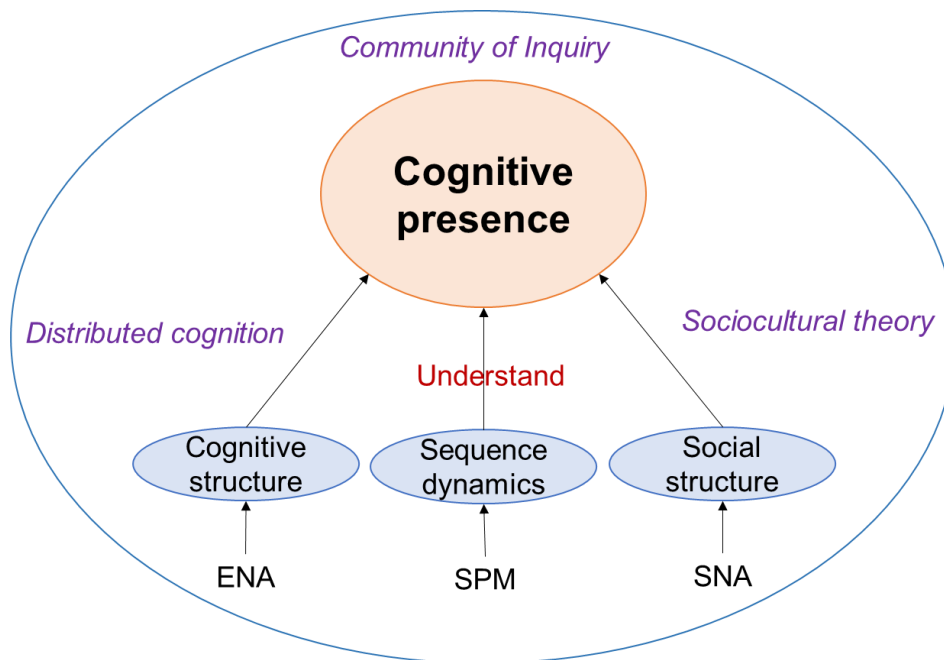 Community of Inquiry
Cognitive
presence
Distributed cognition
Sociocultural theory
Understand
Cognitive
structure
Sequence
dynamics
Social
structure
ENA
SPM
SNA